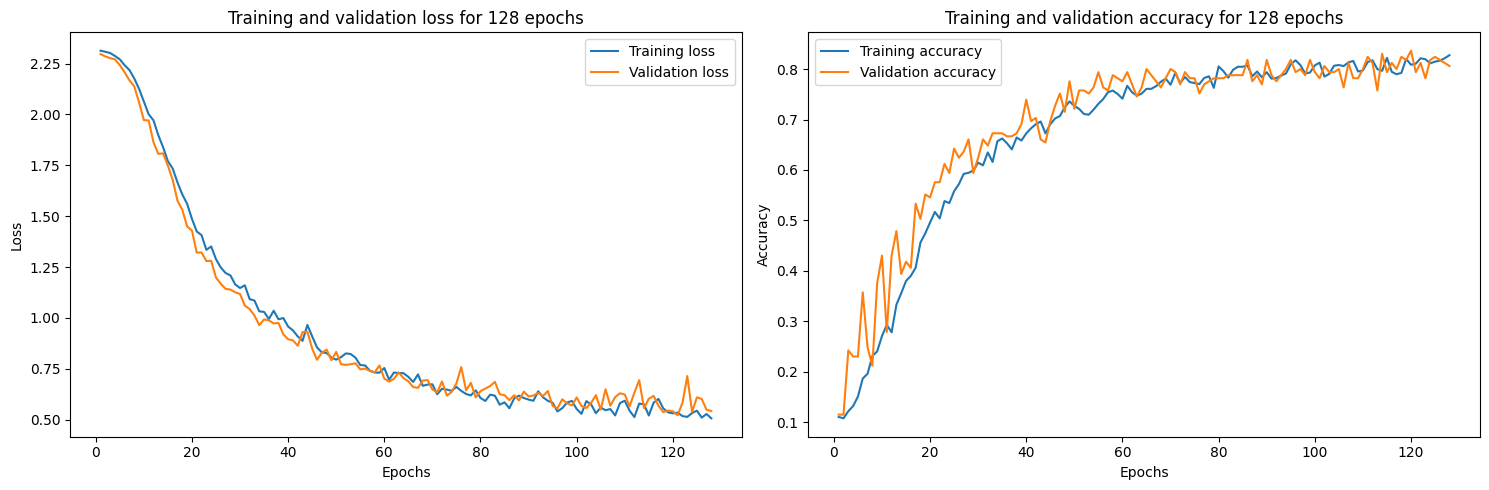 Training and validation loss for 128 epochs
Training loss
Validation loss
2.25
2.00
1.75
1.50
1.25
1.00
0.75
0.50
Loss
0 20 40 60 80 100 120
Epochs
Training and validation accuracy for 128 epochs
Training accuracy
Validation accuracy
0.8
0.7
0.6
0.5
0.4
0.3
0.2
0.1
Accuracy
0 20 40 60 80 100 120
Epochs